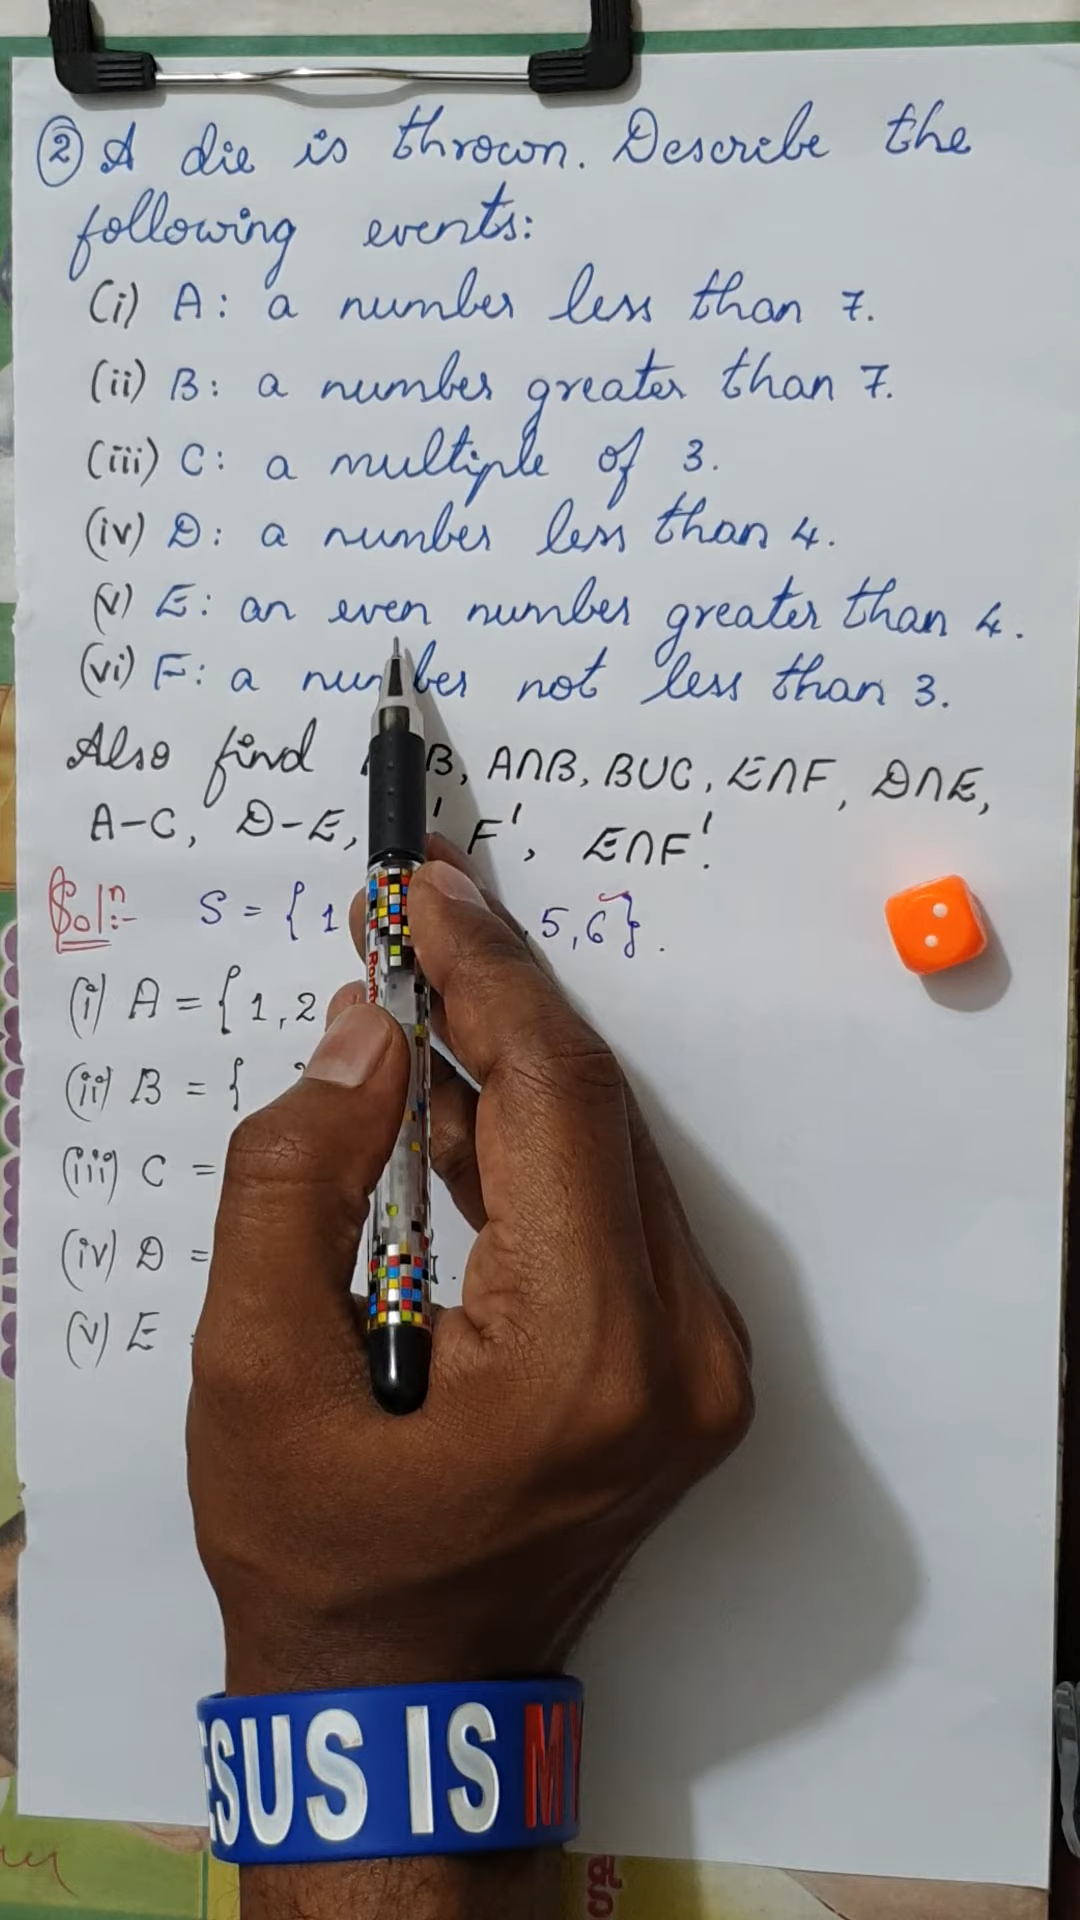 ② A die is thrown. Describe the
following events:
(i) A: a number less than 7.
(ii) B: a number greater than 7.
(iii) C: a multiple of 3.
(iv) D: a number less than 4.
(v) E: an even number greater than 4.
(vi) F: a number not less than 3.
Also find B, A∩B, B∪C, E∩F, D∩E,
A-C, D-E, F', E∩F'.
Solⁿ:- S = {1 ,5,6}.
(i) A = {1,2
(ii) B = {
(iii) C =
(iv) D =
(v) E
ESUS IS MY